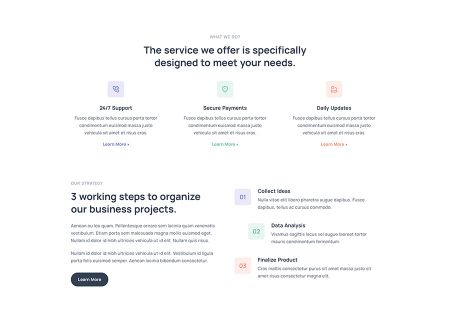 WHAT WE DO?
The service we offer is specifically
designed to meet your needs.
24/7 Support
Fusce dapibus tellus cursus porta tortor
condimentum euismod massa justo
vehicula sit amet et risus cras.
Learn More
Secure Payments
Fusce dapibus tellus cursus porta tortor
condimentum euismod massa justo
vehicula sit amet et risus cras.
Learn More
Daily Updates
Fusce dapibus tellus cursus porta tortor
condimentum euismod massa justo
vehicula sit amet et risus cras.
Learn More
OUR STRATEGY
3 working steps to organize
our business projects.
Aenean eu leo quam. Pellentesque ornare sem lacinia quam venenatis
vestibulum. Etiam porta sem malesuada magna mollis euismod eget.
Nullam id dolor id nibh ultricies vehicula ut id elit. Nullam quis risus.
Nullam id dolor id nibh ultricies vehicula ut id elit. Vestibulum id ligula
porta felis euismod semper. Aenean lacinia bibendum consectetur.
Learn More
01
Collect Ideas
Nulla vitae elit libero pharetra augue dapibus. Fusce
dapibus, tellus ac cursus commodo.
02
Data Analysis
Vivamus sagittis lacus vel augue laoreet tortor
mauris condimentum fermentum.
03
Finalize Product
Cras mattis consectetur purus sit amet massa justo sit
amet risus consectetur magna elit.